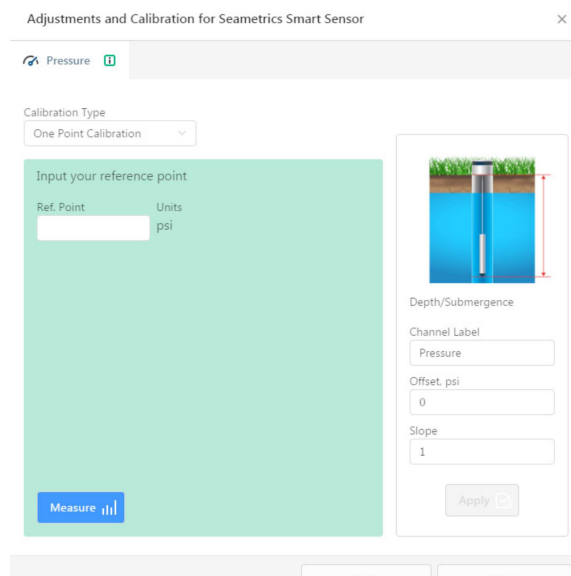 Adjustments and Calibration for Seametrics Smart Sensor
Pressure
Calibration Type
One Point Calibration
Input your reference point
Ref. Point Units
psi
Measure
Depth/Submergence
Channel Label
Pressure
Offset, psi
0
Slope
1
Apply